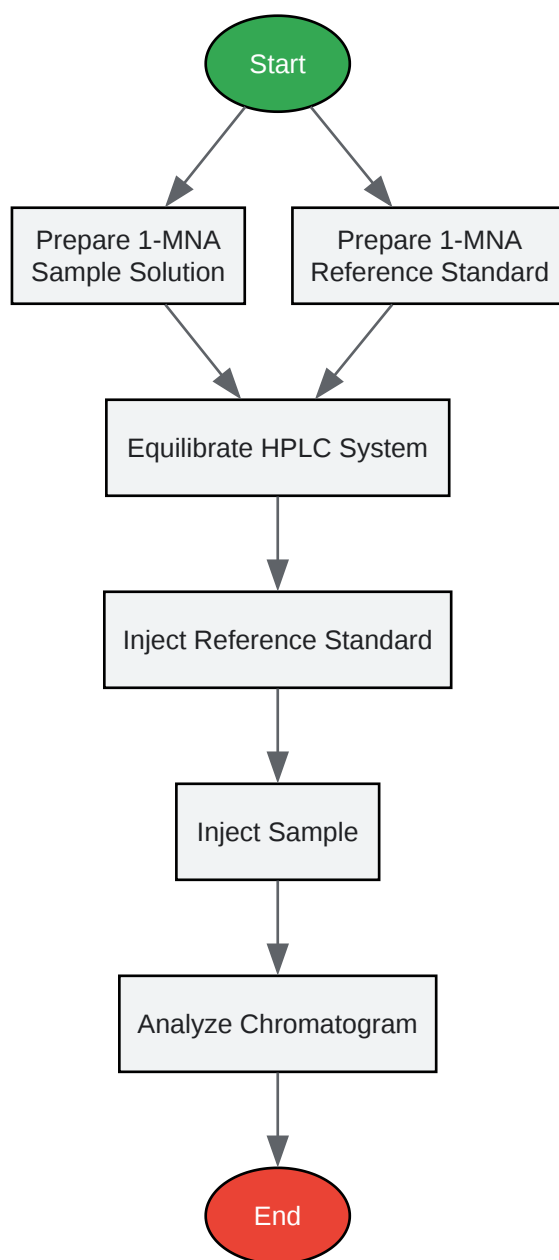 Start
Prepare 1-MNA
Sample Solution
Prepare 1-MNA
Reference Standard
Equilibrate HPLC System
Inject Reference Standard
Inject Sample
Analyze Chromatogram
End